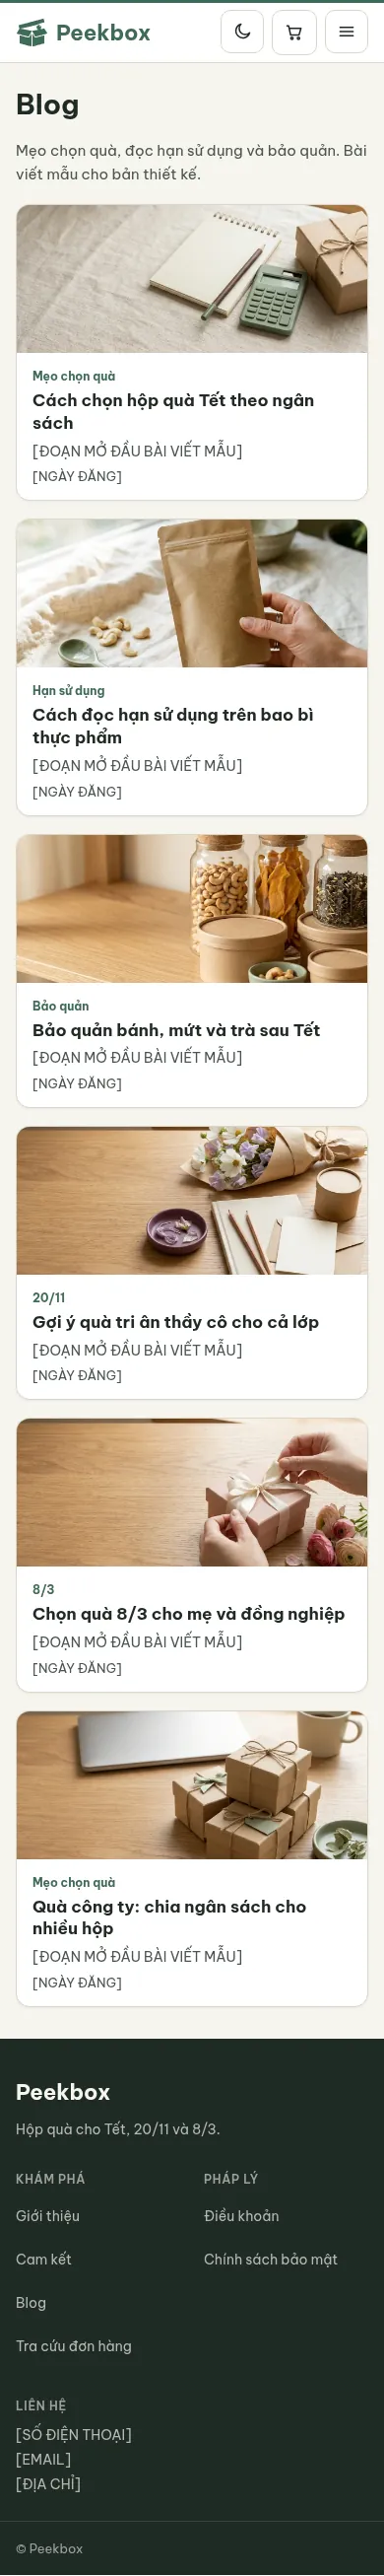 Peekbox
Blog
Mẹo chọn quà, đọc hạn sử dụng và bảo quản. Bài
viết mẫu cho bản thiết kế.
Mẹo chọn quà
Cách chọn hộp quà Tết theo ngân
sách
[ĐOẠN MỞ ĐẦU BÀI VIẾT MẪU]
[NGÀY ĐĂNG]
Hạn sử dụng
Cách đọc hạn sử dụng trên bao bì
thực phẩm
[ĐOẠN MỞ ĐẦU BÀI VIẾT MẪU]
[NGÀY ĐĂNG]
Bảo quản
Bảo quản bánh, mứt và trà sau Tết
[ĐOẠN MỞ ĐẦU BÀI VIẾT MẪU]
[NGÀY ĐĂNG]
20/11
Gợi ý quà tri ân thầy cô cho cả lớp
[ĐOẠN MỞ ĐẦU BÀI VIẾT MẪU]
[NGÀY ĐĂNG]
8/3
Chọn quà 8/3 cho mẹ và đồng nghiệp
[ĐOẠN MỞ ĐẦU BÀI VIẾT MẪU]
[NGÀY ĐĂNG]
Mẹo chọn quà
Quà công ty: chia ngân sách cho
nhiều hộp
[ĐOẠN MỞ ĐẦU BÀI VIẾT MẪU]
[NGÀY ĐĂNG]
Peekbox
Hộp quà cho Tết, 20/11 và 8/3.
KHÁM PHÁ
Giới thiệu
Cam kết
Blog
Tra cứu đơn hàng
PHÁP LÝ
Điều khoản
Chính sách bảo mật
LIÊN HỆ
[SỐ ĐIỆN THOẠI]
[EMAIL]
[ĐỊA CHỈ]
© Peekbox